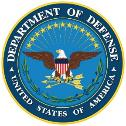 DEPARTMENT OF DEFENSE
UNITED STATES OF AMERICA